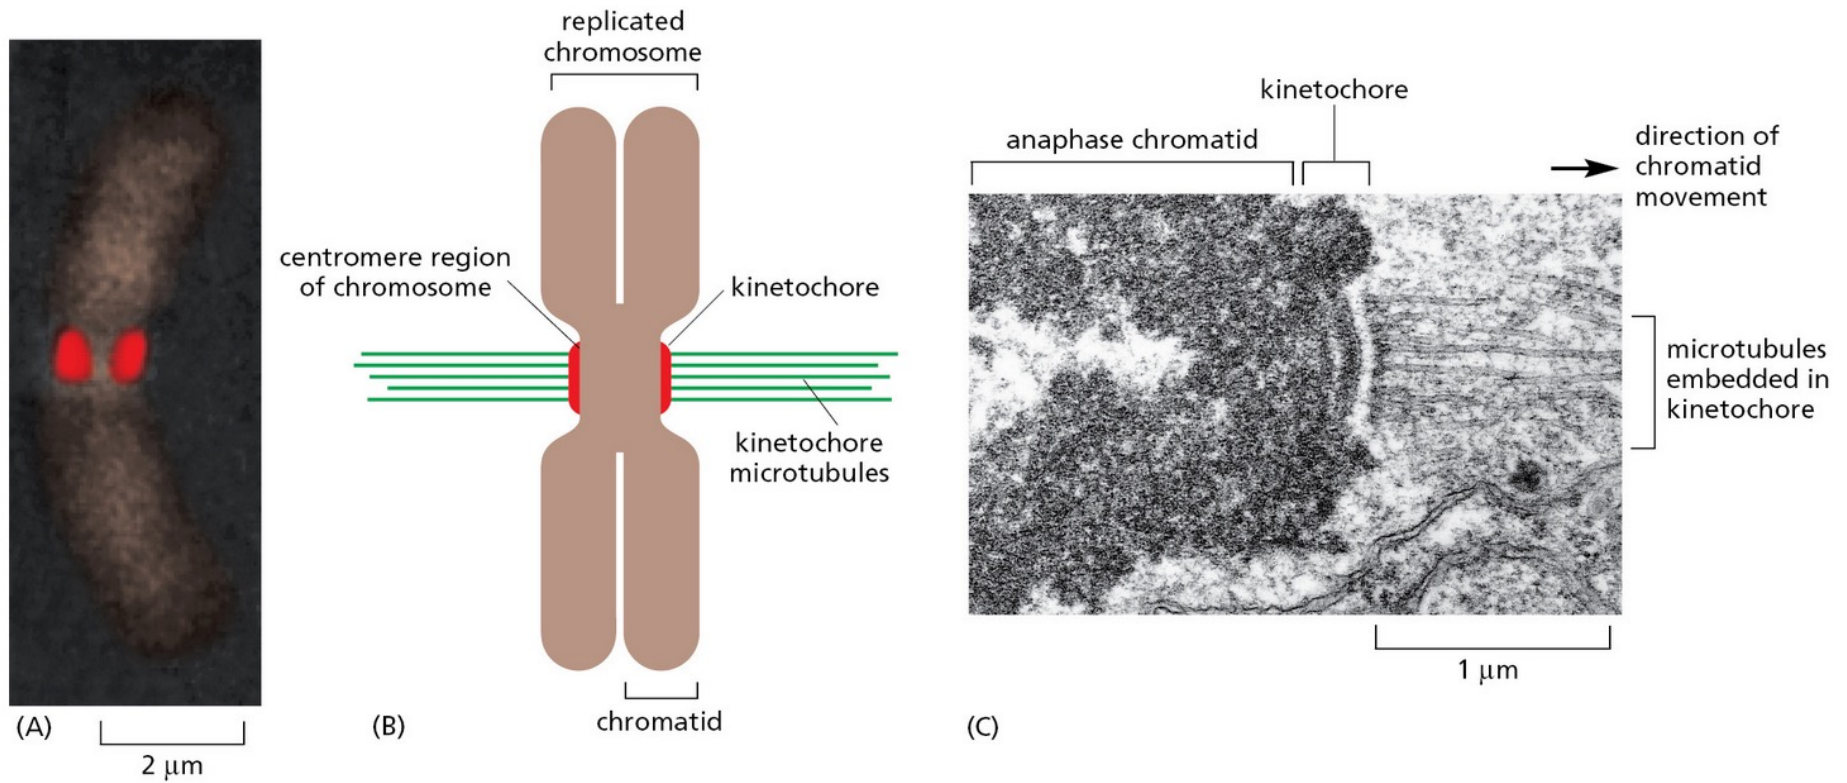 (A)
2 μm
replicated
chromosome
centromere region
of chromosome
kinetochore
kinetochore
microtubules
chromatid
(B)
kinetochore
anaphase chromatid
direction of
chromatid
movement
microtubules
embedded in
kinetochore
1 μm
(C)